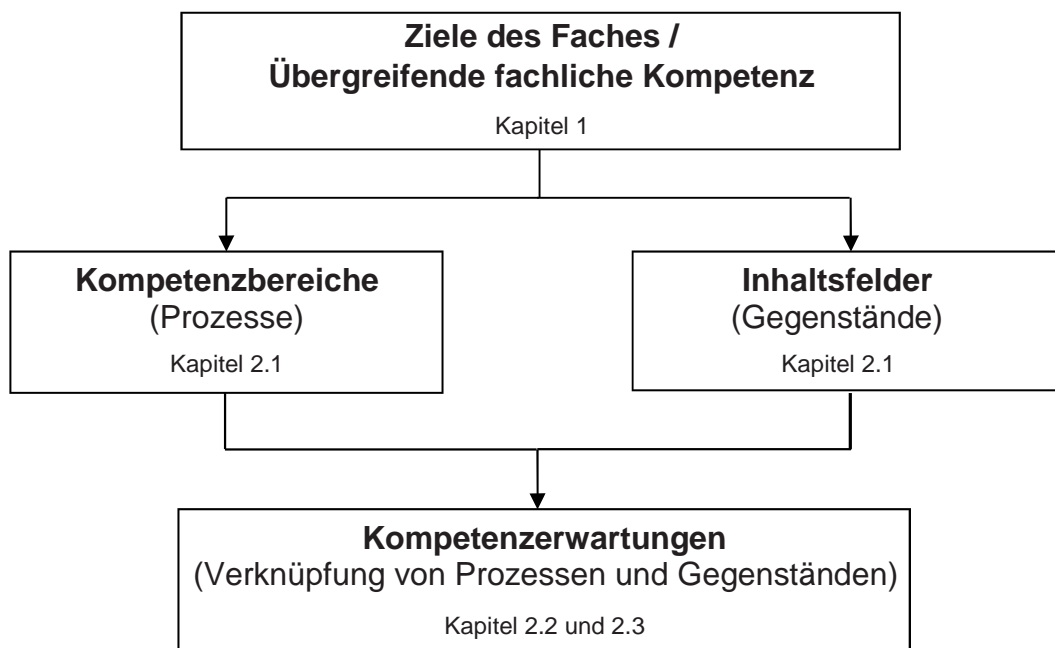 Ziele des Faches /
Übergreifende fachliche Kompetenz
Kapitel 1
Kompetenzbereiche
(Prozesse)
Kapitel 2.1
Inhaltsfelder
(Gegenstände)
Kapitel 2.1
Kompetenzerwartungen
(Verknüpfung von Prozessen und Gegenständen)
Kapitel 2.2 und 2.3